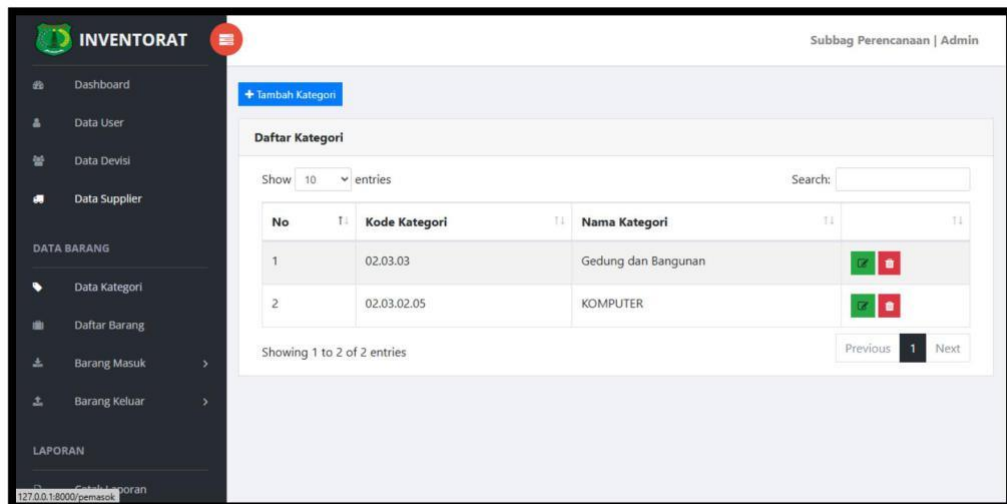 INVENTORAT
Subbag Perencanaan | Admin
Dashboard
Data User
Data Devisi
Data Supplier
DATA BARANG
Data Kategori
Daftar Barang
Barang Masuk
Barang Keluar
LAPORAN
127.0.0.1:8000/pemasok
+ Tambah Kategori
Daftar Kategori
Show 10 entries Search:
No Kode Kategori Nama Kategori
1 02.03.03 Gedung dan Bangunan
2 02.03.02.05 KOMPUTER
Showing 1 to 2 of 2 entries Previous 1 Next